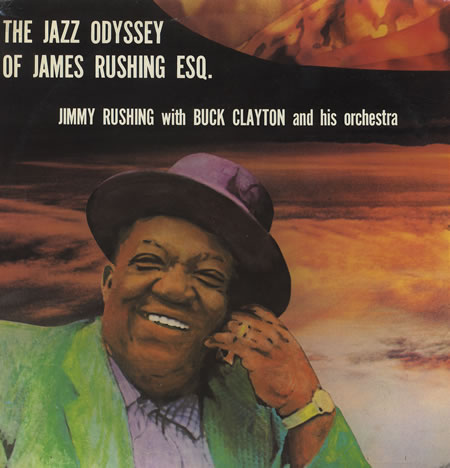 THE JAZZ ODYSSEY
OF JAMES RUSHING ESQ.
JIMMY RUSHING with BUCK CLAYTON and his orchestra